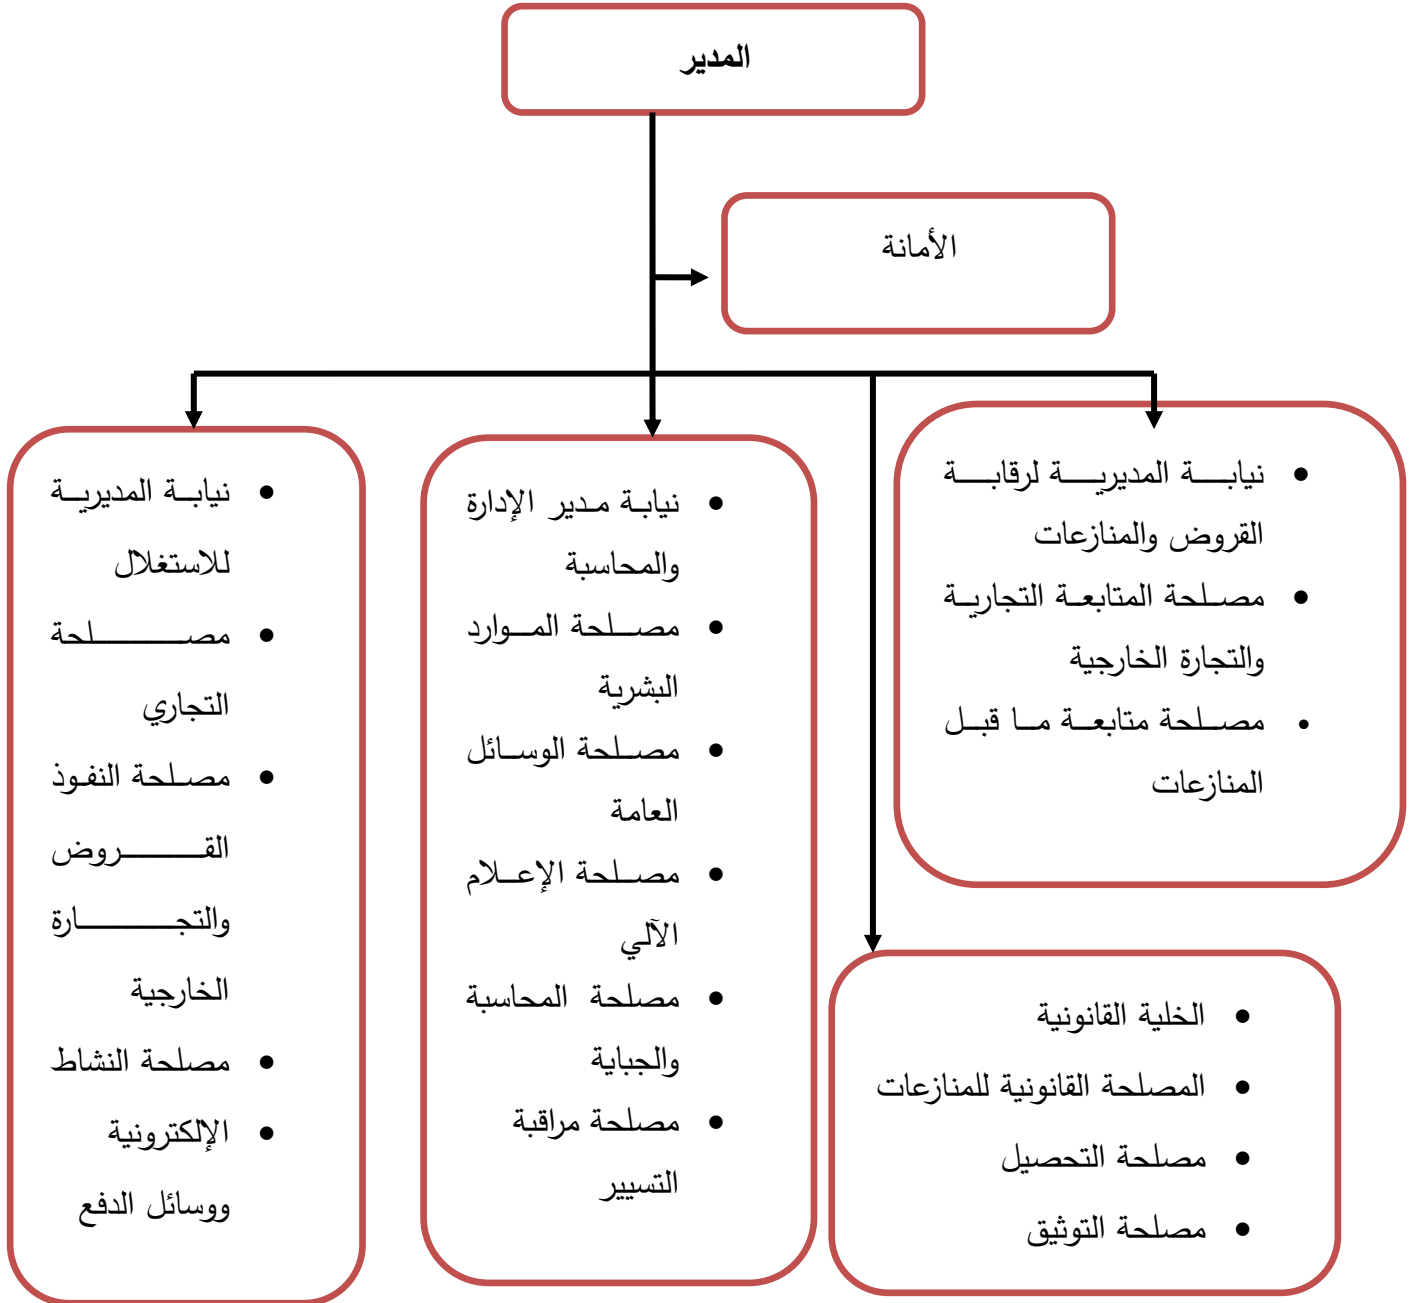 المدير
الأمانة
• نيابة المديرية لرقابة
القروض والمنازعات
• مصلحة المتابعة التجارية
والتجارة الخارجية
• مصلحة متابعة ما قبل
المنازعات
• الخلية القانونية
• المصلحة القانونية للمنازعات
• مصلحة التحصيل
• مصلحة التوثيق
• نيابة مدير الإدارة
والمحاسبة
• مصلحة الموارد
البشرية
• مصلحة الوسائل
العامة
• مصلحة الإعلام
الآلي
• مصلحة المحاسبة
والجباية
• مصلحة مراقبة
التسيير
• نيابة المديرية
للاستغلال
• مصلحة
التجاري
• مصلحة النفوذ
القروض
والتجارة
الخارجية
• مصلحة النشاط
• الإلكترونية
ووسائل الدفع